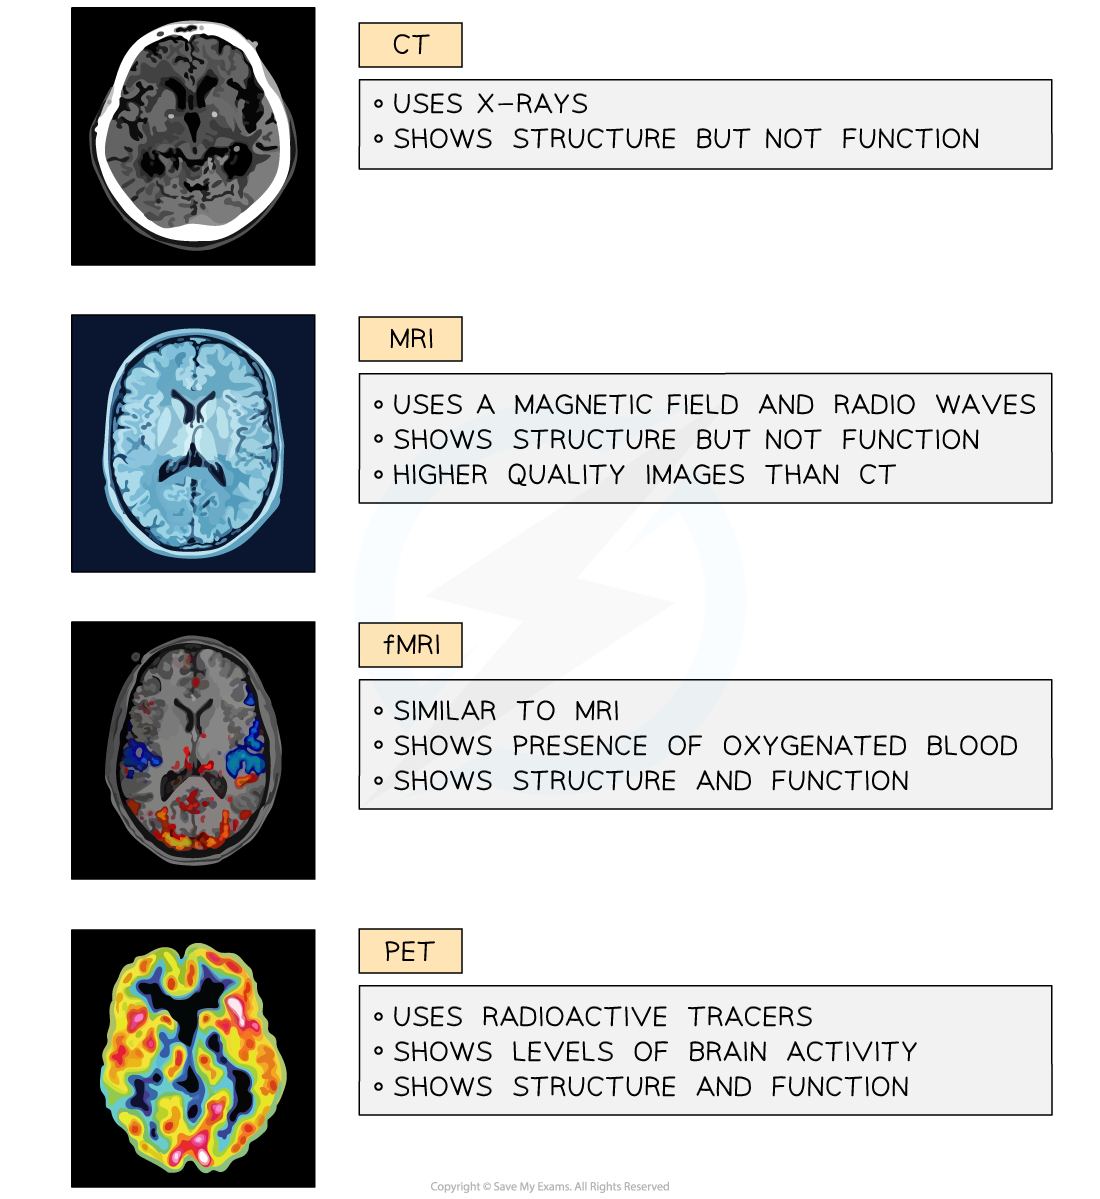 CT
∘ USES X-RAYS
∘ SHOWS STRUCTURE BUT NOT FUNCTION
MRI
∘ USES A MAGNETIC FIELD AND RADIO WAVES
∘ SHOWS STRUCTURE BUT NOT FUNCTION
∘ HIGHER QUALITY IMAGES THAN CT
fMRI
∘ SIMILAR TO MRI
∘ SHOWS PRESENCE OF OXYGENATED BLOOD
∘ SHOWS STRUCTURE AND FUNCTION
PET
∘ USES RADIOACTIVE TRACERS
∘ SHOWS LEVELS OF BRAIN ACTIVITY
∘ SHOWS STRUCTURE AND FUNCTION
Copyright © Save My Exams. All Rights Reserved